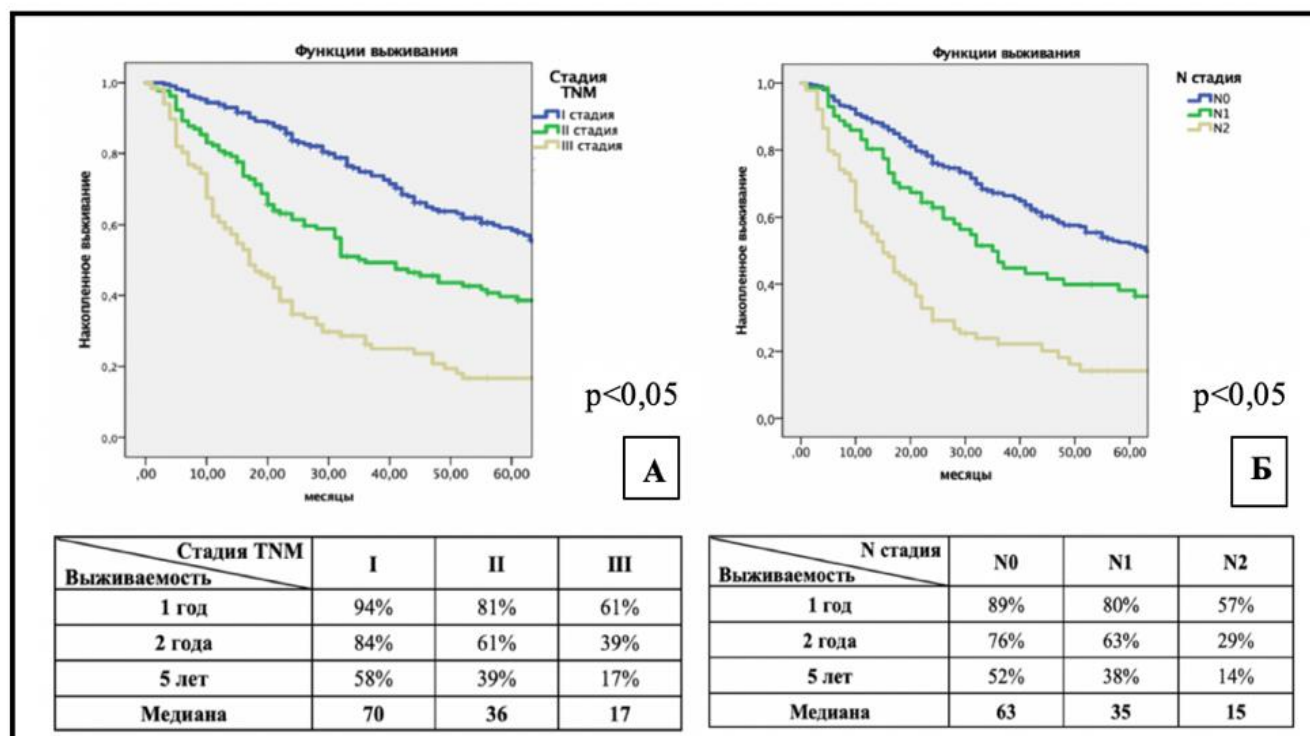 Функции выживания
Стадия
TNM
I стадия
II стадия
III стадия
Накопленное выживание
1,0
0,8
0,6
0,4
0,2
0,0
,00 10,00 20,00 30,00 40,00 50,00 60,00
месяцы
p<0,05
А
Функции выживания
N стадия
N0
N1
N2
Накопленное выживание
1,0
0,8
0,6
0,4
0,2
0,0
,00 10,00 20,00 30,00 40,00 50,00 60,00
месяцы
p<0,05
Б
Стадия TNM
Выживаемость
I II III
1 год 94% 81% 61%
2 года 84% 61% 39%
5 лет 58% 39% 17%
Медиана 70 36 17
N стадия
Выживаемость
N0 N1 N2
1 год 89% 80% 57%
2 года 76% 63% 29%
5 лет 52% 38% 14%
Медиана 63 35 15